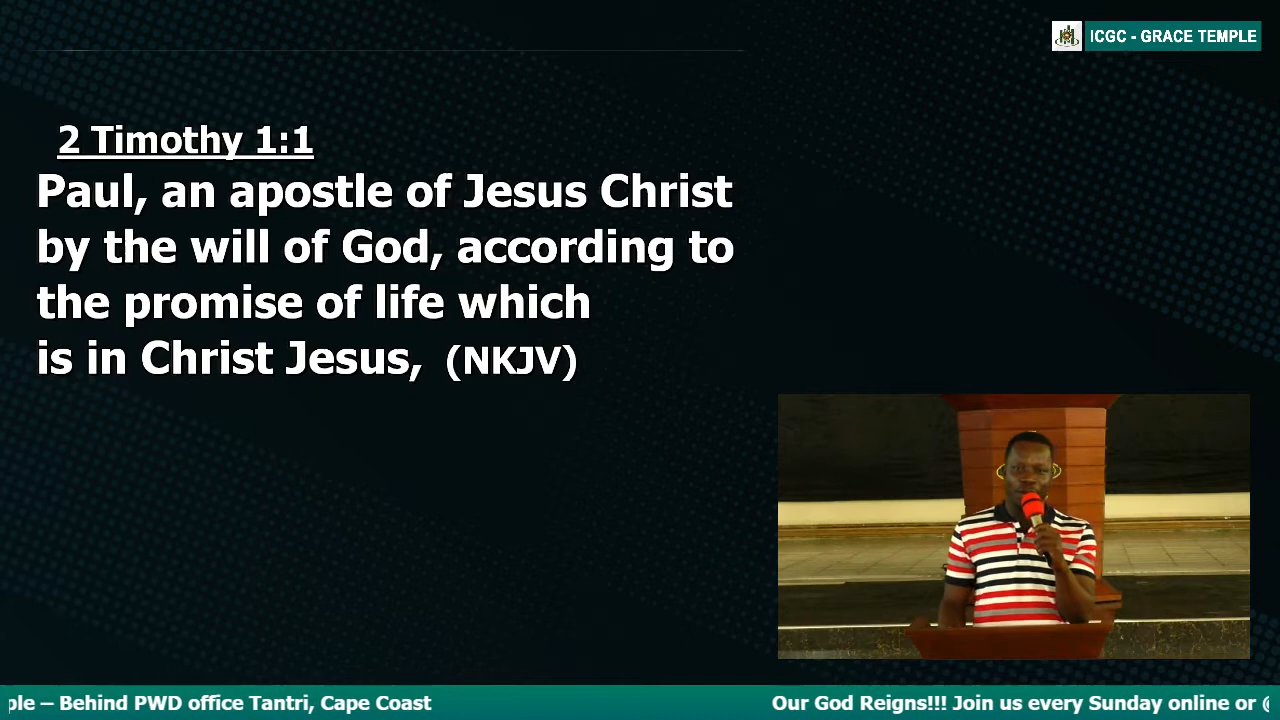 ICGC - GRACE TEMPLE
2 Timothy 1:1
Paul, an apostle of Jesus Christ
by the will of God, according to
the promise of life which
is in Christ Jesus, (NKJV)
ple – Behind PWD office Tantri, Cape Coast
Our God Reigns!!! Join us every Sunday online or @